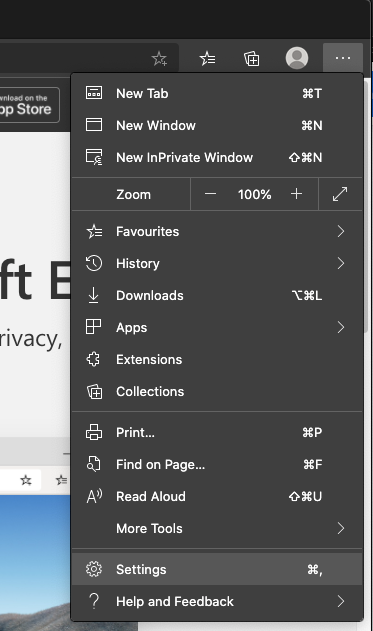 ownload on the
pp Store
New Tab ⌘T
New Window ⌘N
New InPrivate Window ⇧⌘N
Zoom — 100% +
ft E
Favourites
History
Downloads ⌥⌘L
rivacy,
Apps
Extensions
Collections
Print... ⌘P
Find on Page... ⌘F
Read Aloud ⇧⌘U
More Tools
Settings ⌘,
? Help and Feedback